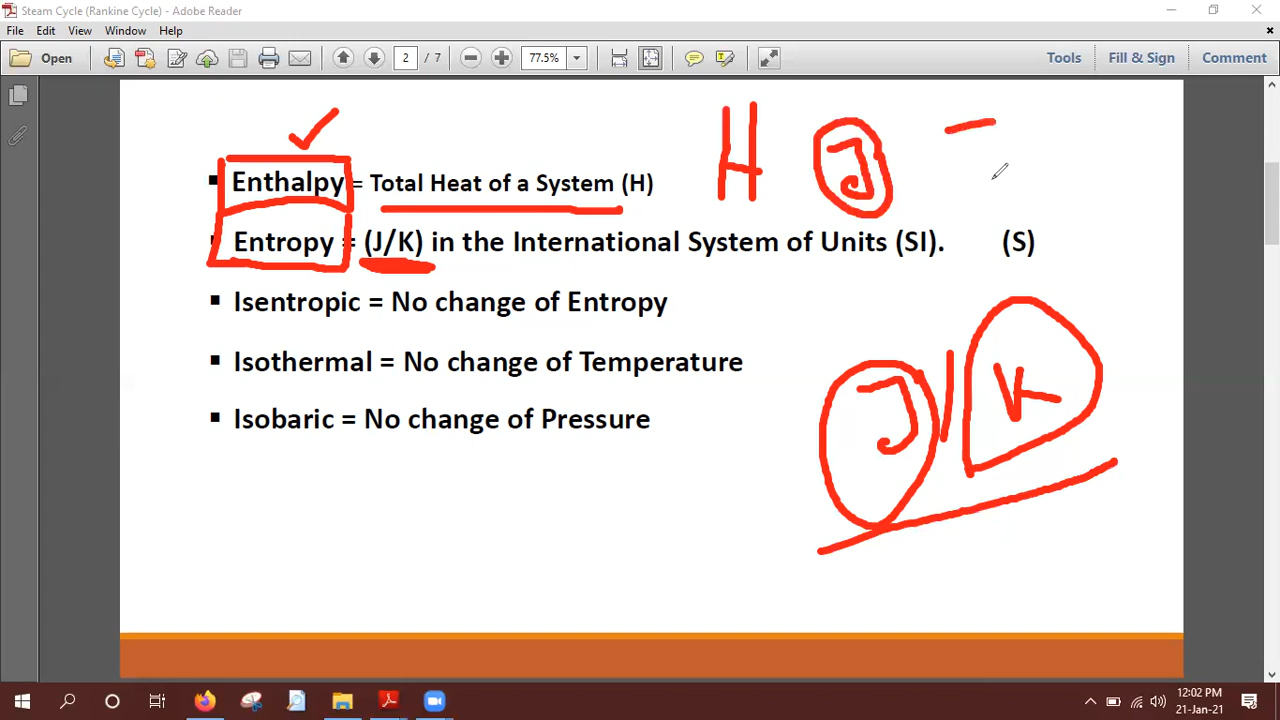 Steam Cycle (Rankine Cycle) - Adobe Reader
File Edit View Window Help
Open 2 / 7 77.5% Tools Fill & Sign Comment
▪ Enthalpy = Total Heat of a System (H) H J
▪ Entropy = (J/K) in the International System of Units (SI). (S)
▪ Isentropic = No change of Entropy
▪ Isothermal = No change of Temperature
J/K
▪ Isobaric = No change of Pressure
12:02 PM
21-Jan-21